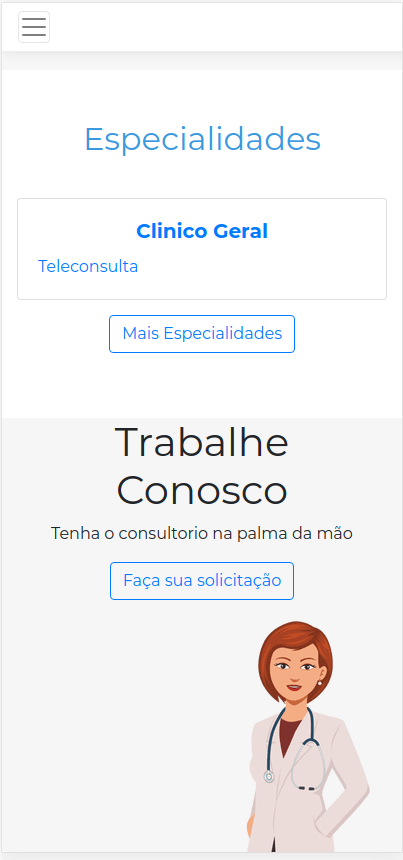 Especialidades
Clinico Geral
Teleconsulta
Mais Especialidades
Trabalhe
Conosco
Tenha o consultorio na palma da mão
Faça sua solicitação